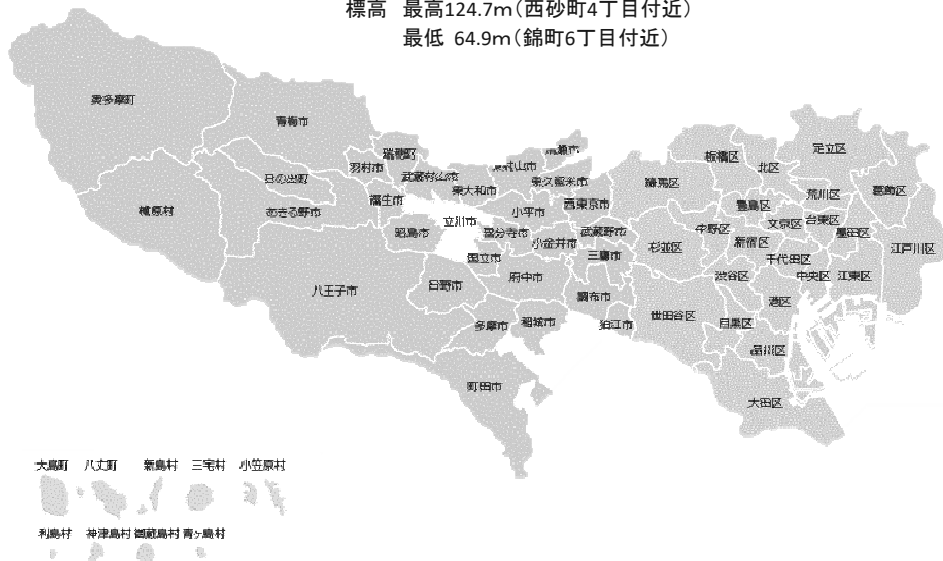 標高 最高124.7m(西砂町4丁目付近)
最低 64.9m(錦町6丁目付近)
奥多摩町
青梅市
瑞穂町
羽村市
日の出町
檜原村
あきる野市
福生市
武蔵村山市
東大和市
東村山市
清瀬市
東久留米市
昭島市
立川市
小平市
西東京市
国分寺市
小金井市
武蔵野市
国立市
府中市
三鷹市
八王子市
日野市
調布市
多摩市
稲城市
狛江市
町田市
練馬区
板橋区
北区
足立区
豊島区
荒川区
葛飾区
中野区
文京区
台東区
杉並区
新宿区
墨田区
江戸川区
千代田区
渋谷区
中央区
江東区
港区
世田谷区
目黒区
品川区
大田区
大島町 八丈町 新島村 三宅村 小笠原村
利島村 神津島村 御蔵島村 青ヶ島村